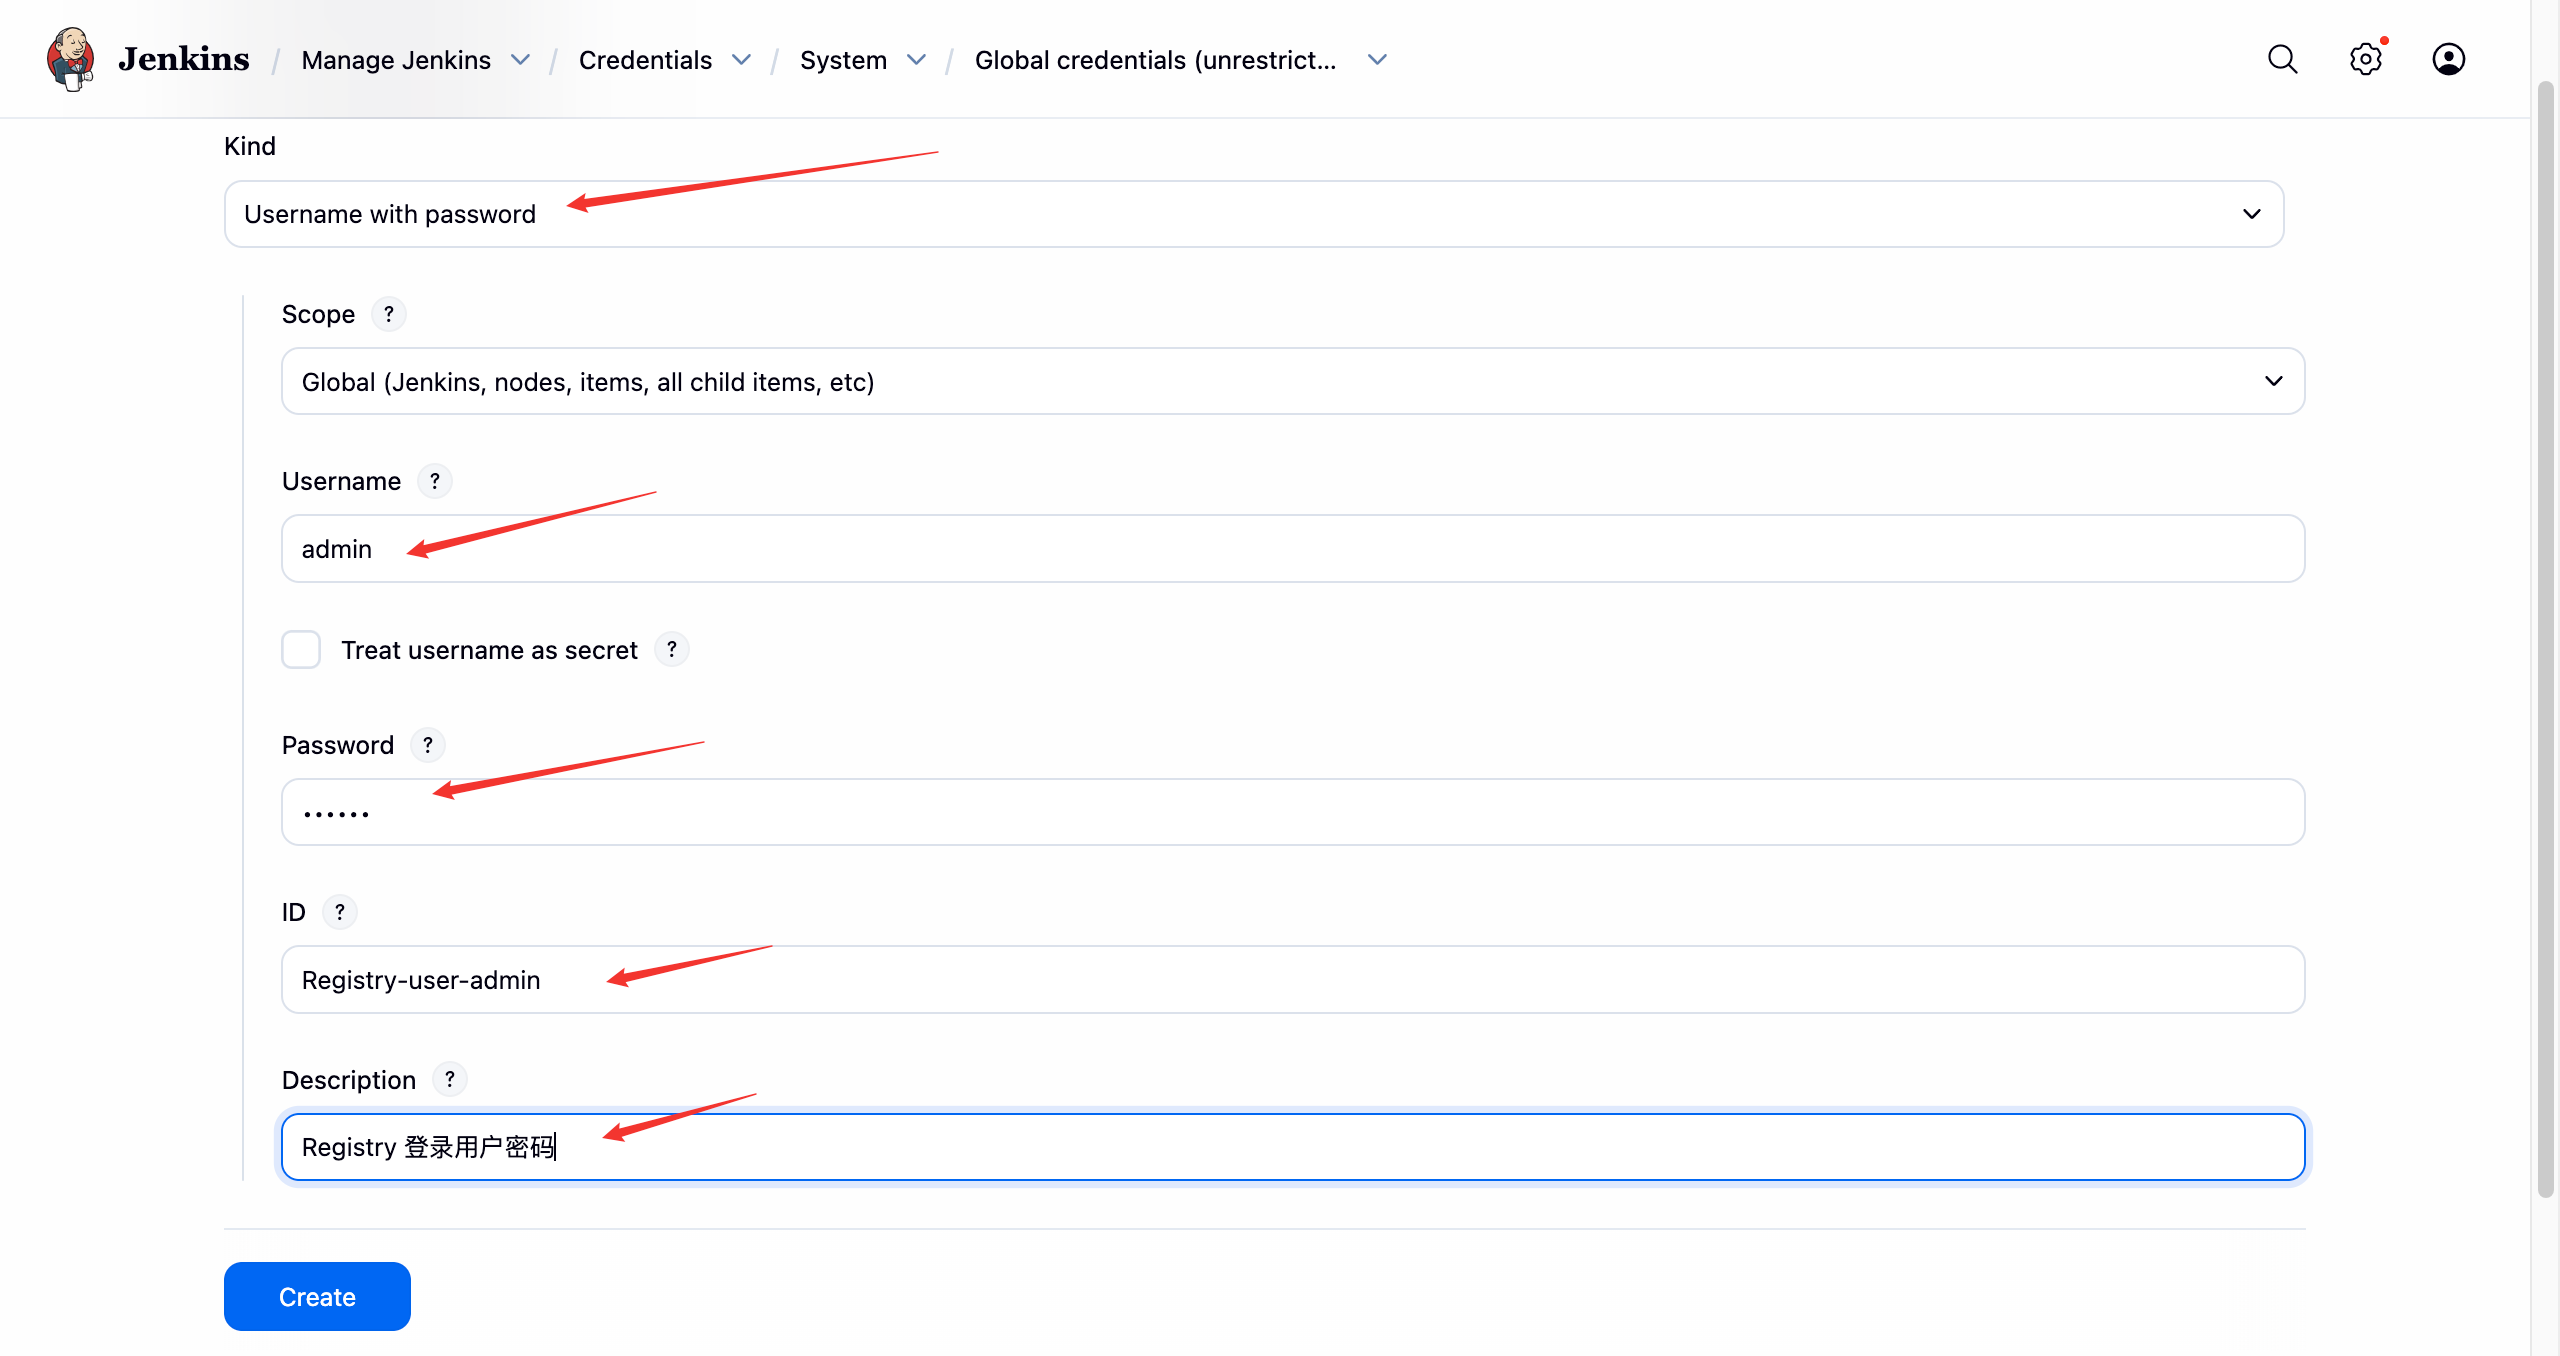 Jenkins / Manage Jenkins / Credentials / System / Global credentials (unrestrict...
Kind
Username with password
Scope ?
Global (Jenkins, nodes, items, all child items, etc)
Username ?
admin
Treat username as secret ?
Password ?
••••••
ID ?
Registry-user-admin
Description ?
Registry 登录用户密码
Create